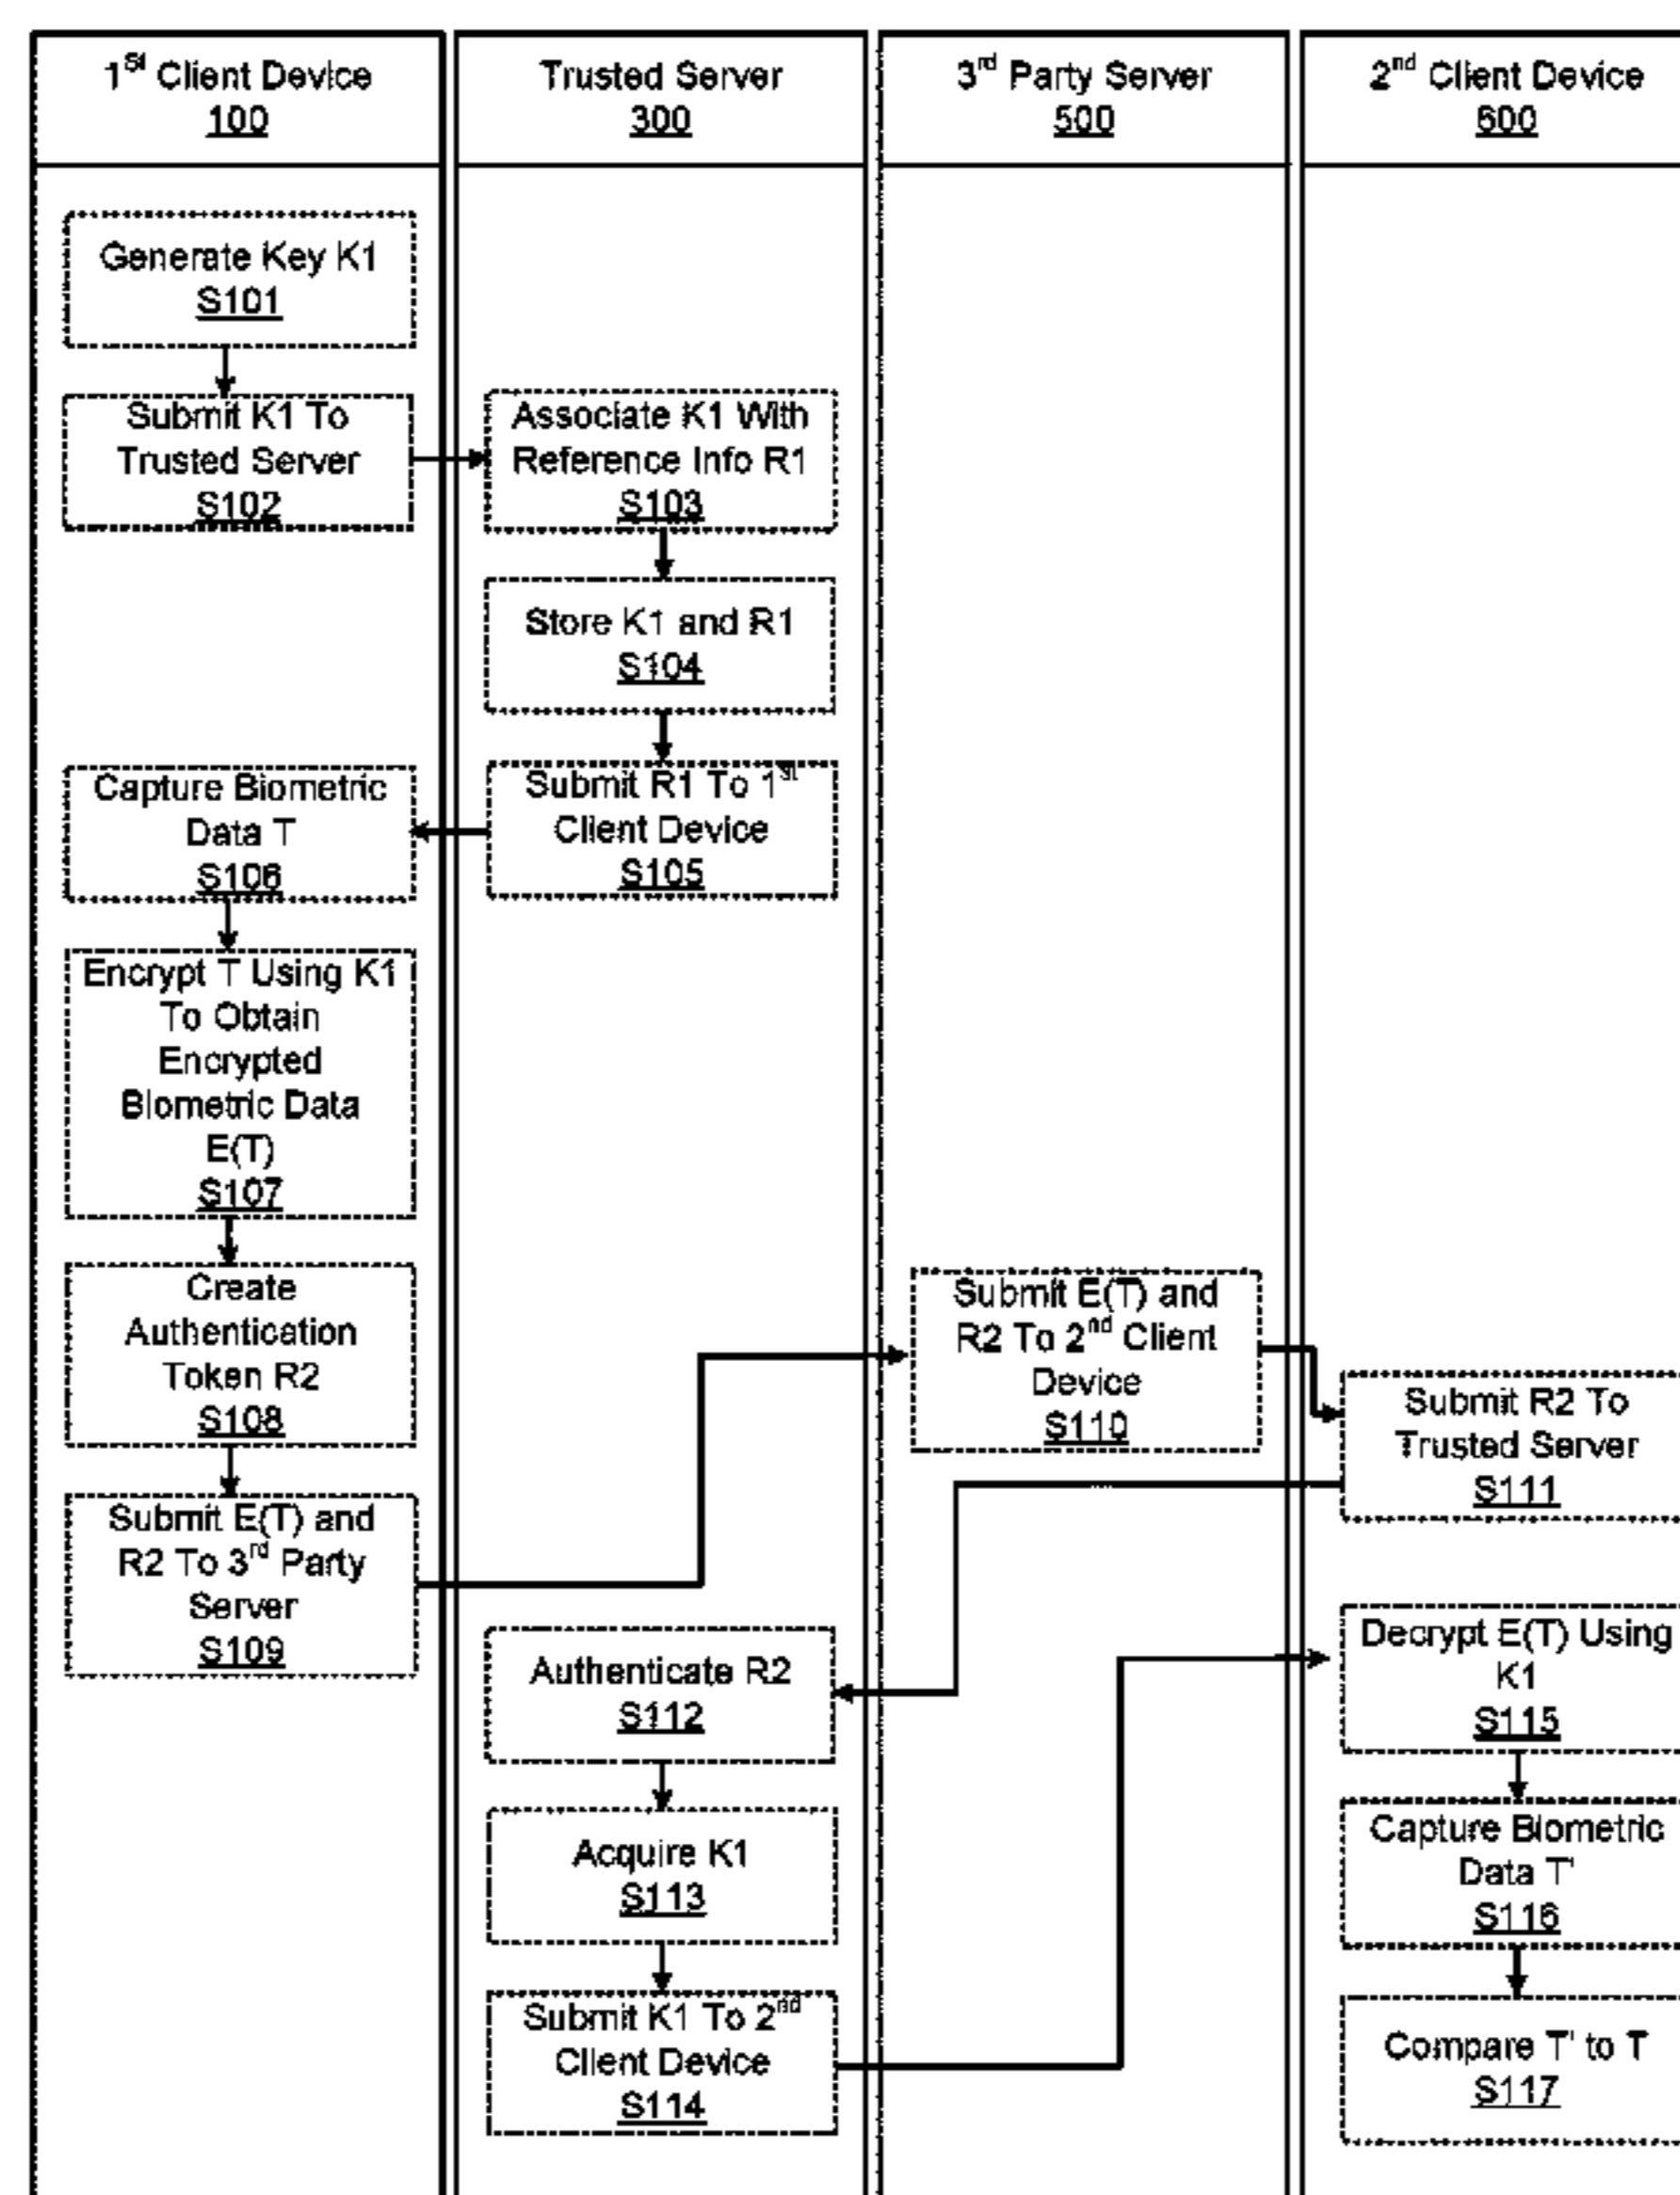 1st Client Device
100
Trusted Server
300
3rd Party Server
500
2nd Client Device
600
Generate Key K1
S101
Submit K1 To
Trusted Server
S102
Associate K1 With
Reference Info R1
S103
Store K1 and R1
S104
Submit R1 To 1st
Client Device
S105
Capture Biometric
Data T
S106
Encrypt T Using K1
To Obtain
Encrypted
Biometric Data
E(T)
S107
Create
Authentication
Token R2
S108
Submit E(T) and
R2 To 3rd Party
Server
S109
Submit E(T) and
R2 To 2nd Client
Device
S110
Submit R2 To
Trusted Server
S111
Authenticate R2
S112
Acquire K1
S113
Submit K1 To 2nd
Client Device
S114
Decrypt E(T) Using
K1
S115
Capture Biometric
Data T'
S116
Compare T' to T
S117